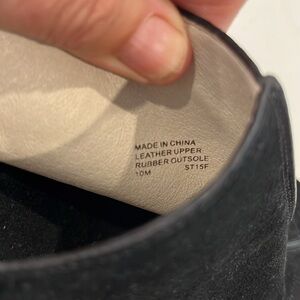 MADE IN CHINA
LEATHER UPPER
RUBBER OUTSOLE
10M ST15F